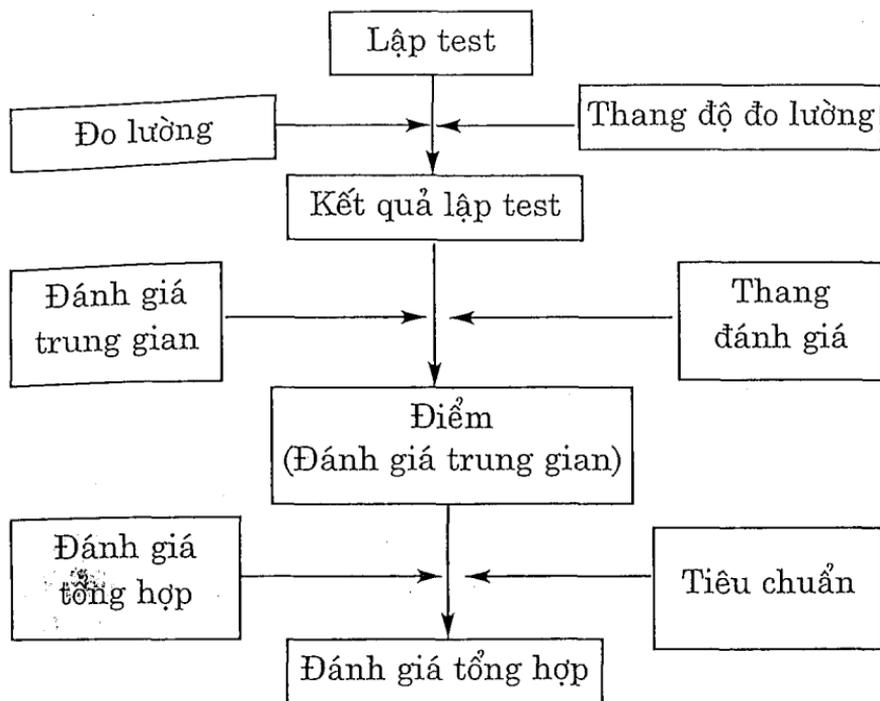 Lập test
Đo lường
Thang độ đo lường
Kết quả lập test
Đánh giá
trung gian
Thang
đánh giá
Điểm
(Đánh giá trung gian)
Đánh giá
tổng hợp
Tiêu chuẩn
Đánh giá tổng hợp